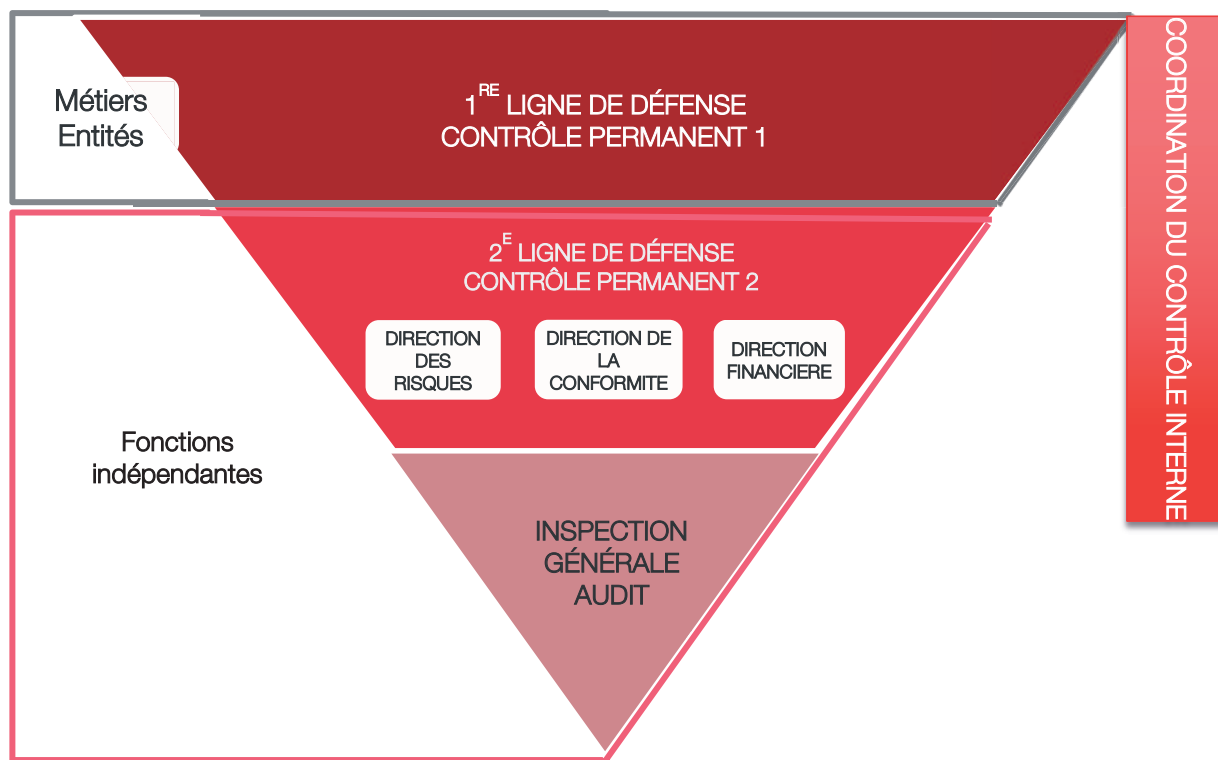 Métiers
Entités
1RE LIGNE DE DÉFENSE
CONTRÔLE PERMANENT 1
2E LIGNE DE DÉFENSE
CONTRÔLE PERMANENT 2
DIRECTION
DES
RISQUES
DIRECTION DE
LA
CONFORMITE
DIRECTION
FINANCIERE
Fonctions
indépendantes
INSPECTION
GÉNÉRALE
AUDIT
COORDINATION DU CONTRÔLE INTERNE